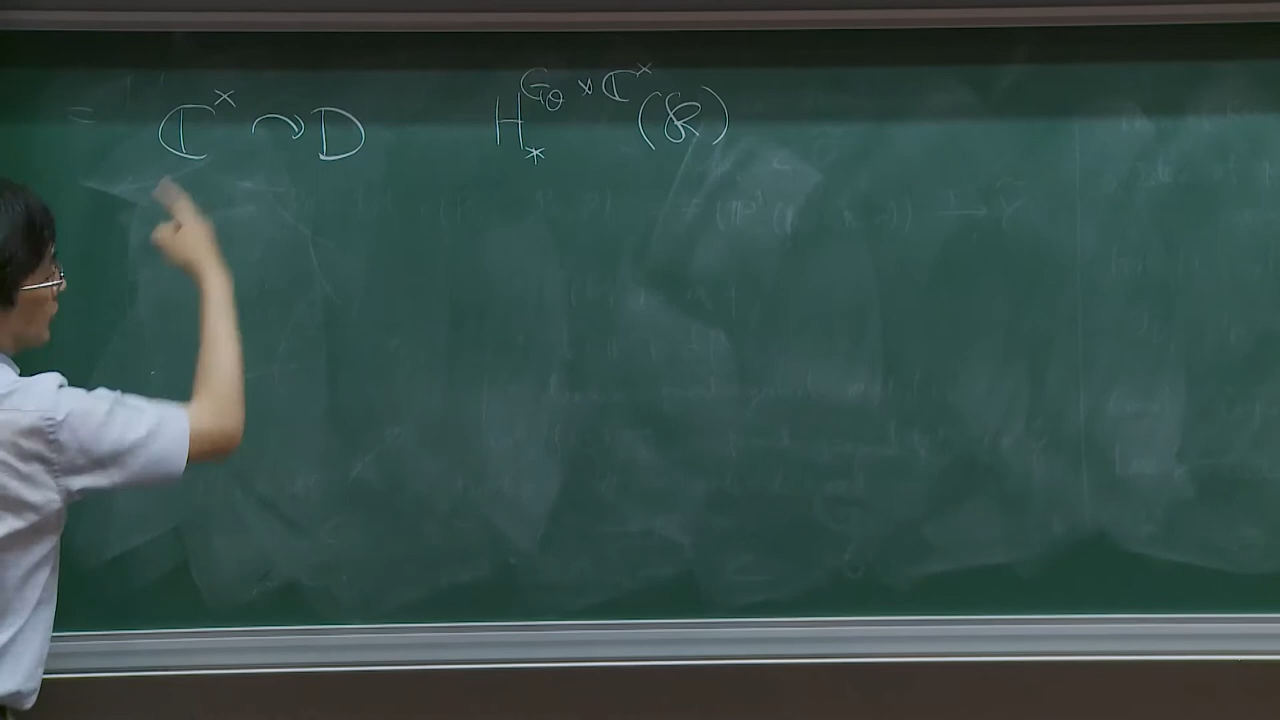 ℂ^× ↷ D    H_*^{G_𝒪 ⋊ ℂ^×}(ℛ)